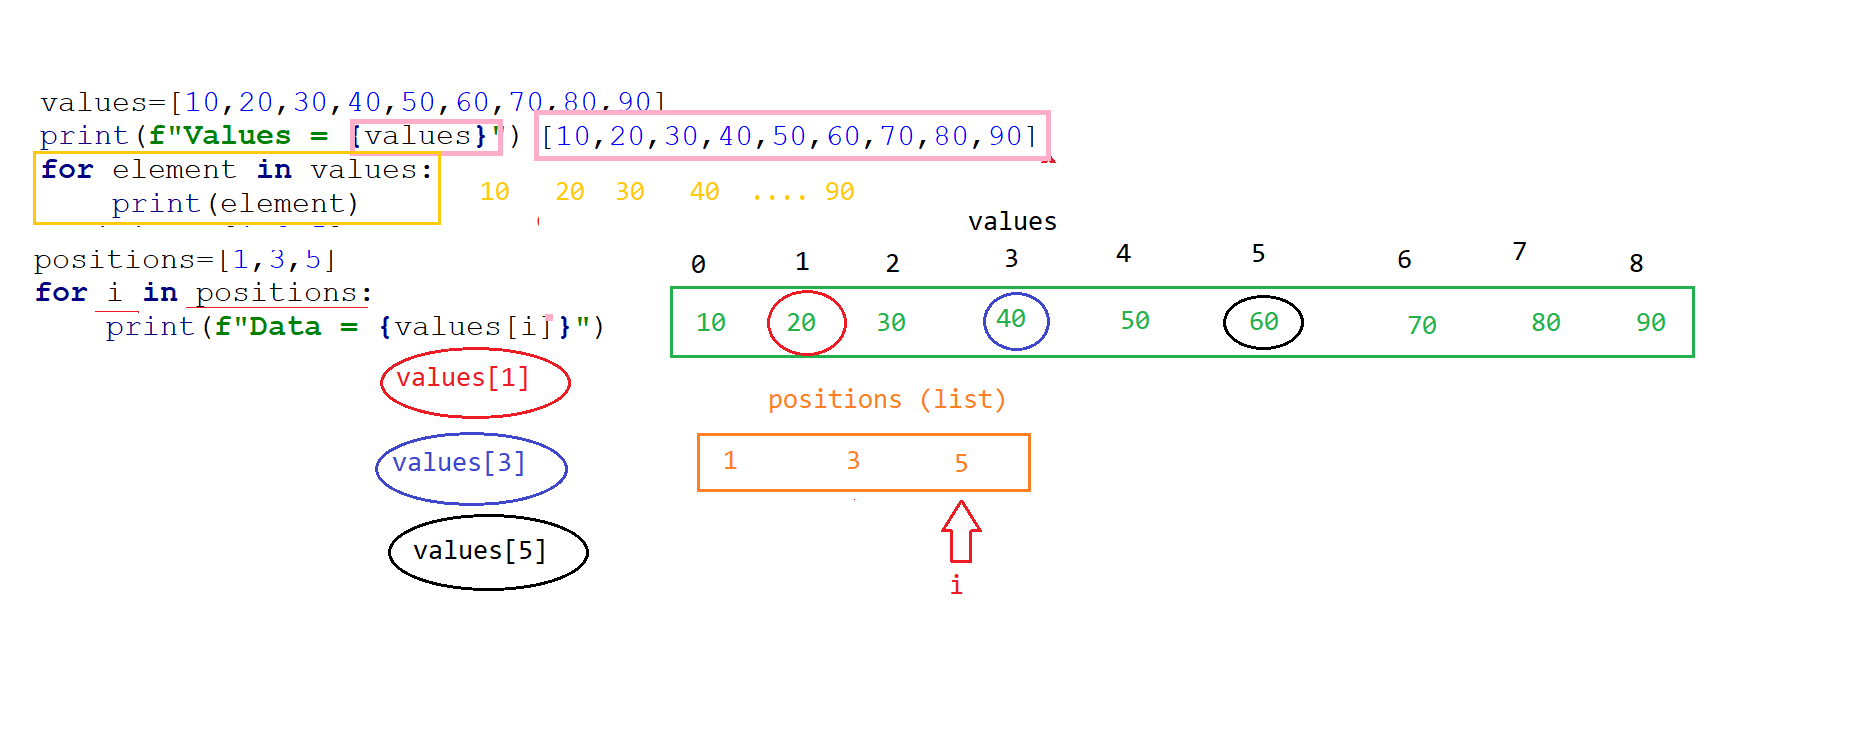 values=[10,20,30,40,50,60,70,80,90]
print(f"Values = {values}") [10,20,30,40,50,60,70,80,90]
for element in values:
print(element)
10 20 30 40 .... 90
values
0 1 2 3 4 5 6 7 8
10 20 30 40 50 60 70 80 90
positions=[1,3,5]
for i in positions:
print(f"Data = {values[i]}")
values[1]
values[3]
values[5]
positions (list)
1 3 5
i